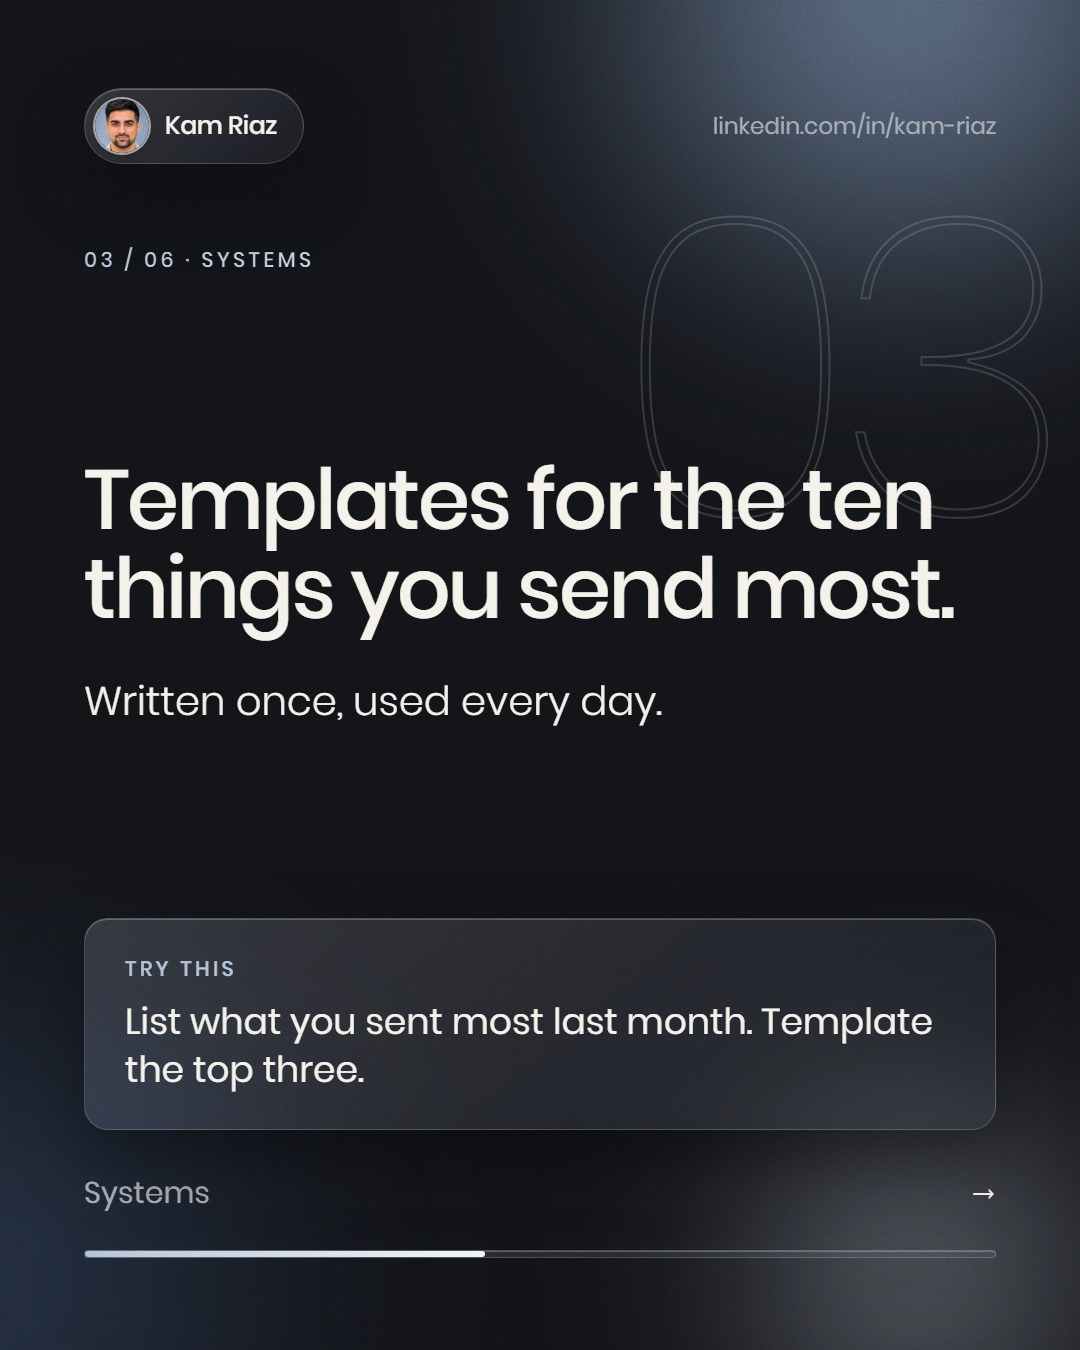 Kam Riaz
linkedin.com/in/kam-riaz
03 / 06 · SYSTEMS
03
Templates for the ten
things you send most.
Written once, used every day.
TRY THIS
List what you sent most last month. Template
the top three.
Systems
→